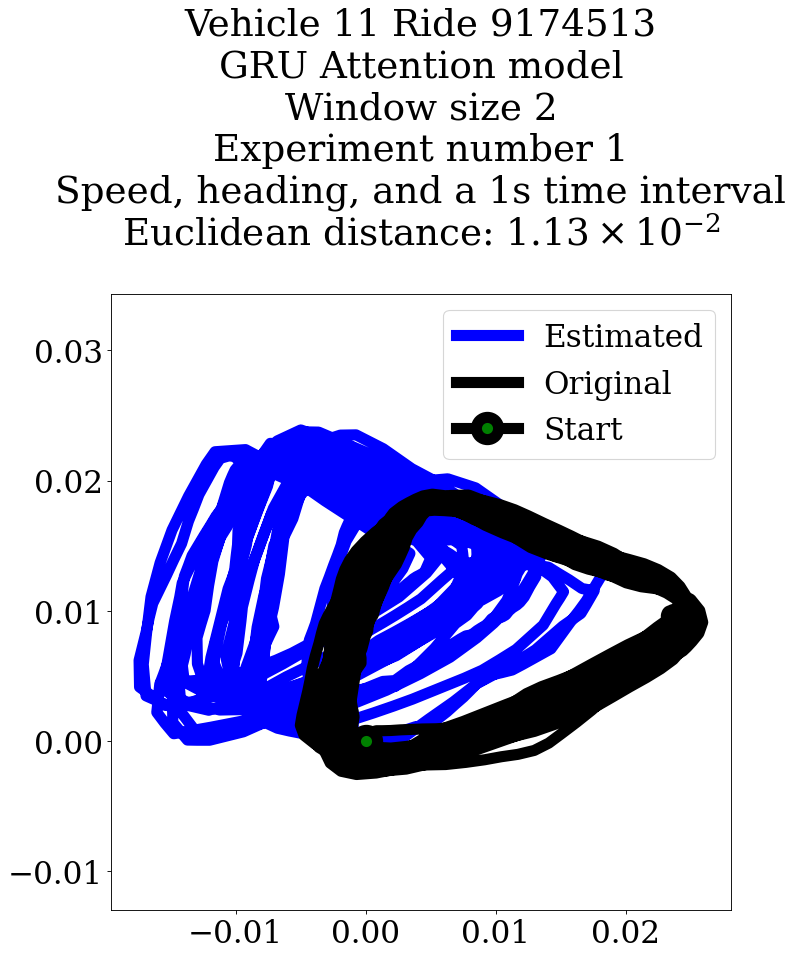 Vehicle 11 Ride 9174513
GRU Attention model
Window size 2
Experiment number 1
Speed, heading, and a 1s time interval
Euclidean distance: 1.13 × 10⁻²
Estimated
Original
Start
0.03
0.02
0.01
0.00
−0.01
−0.01 0.00 0.01 0.02